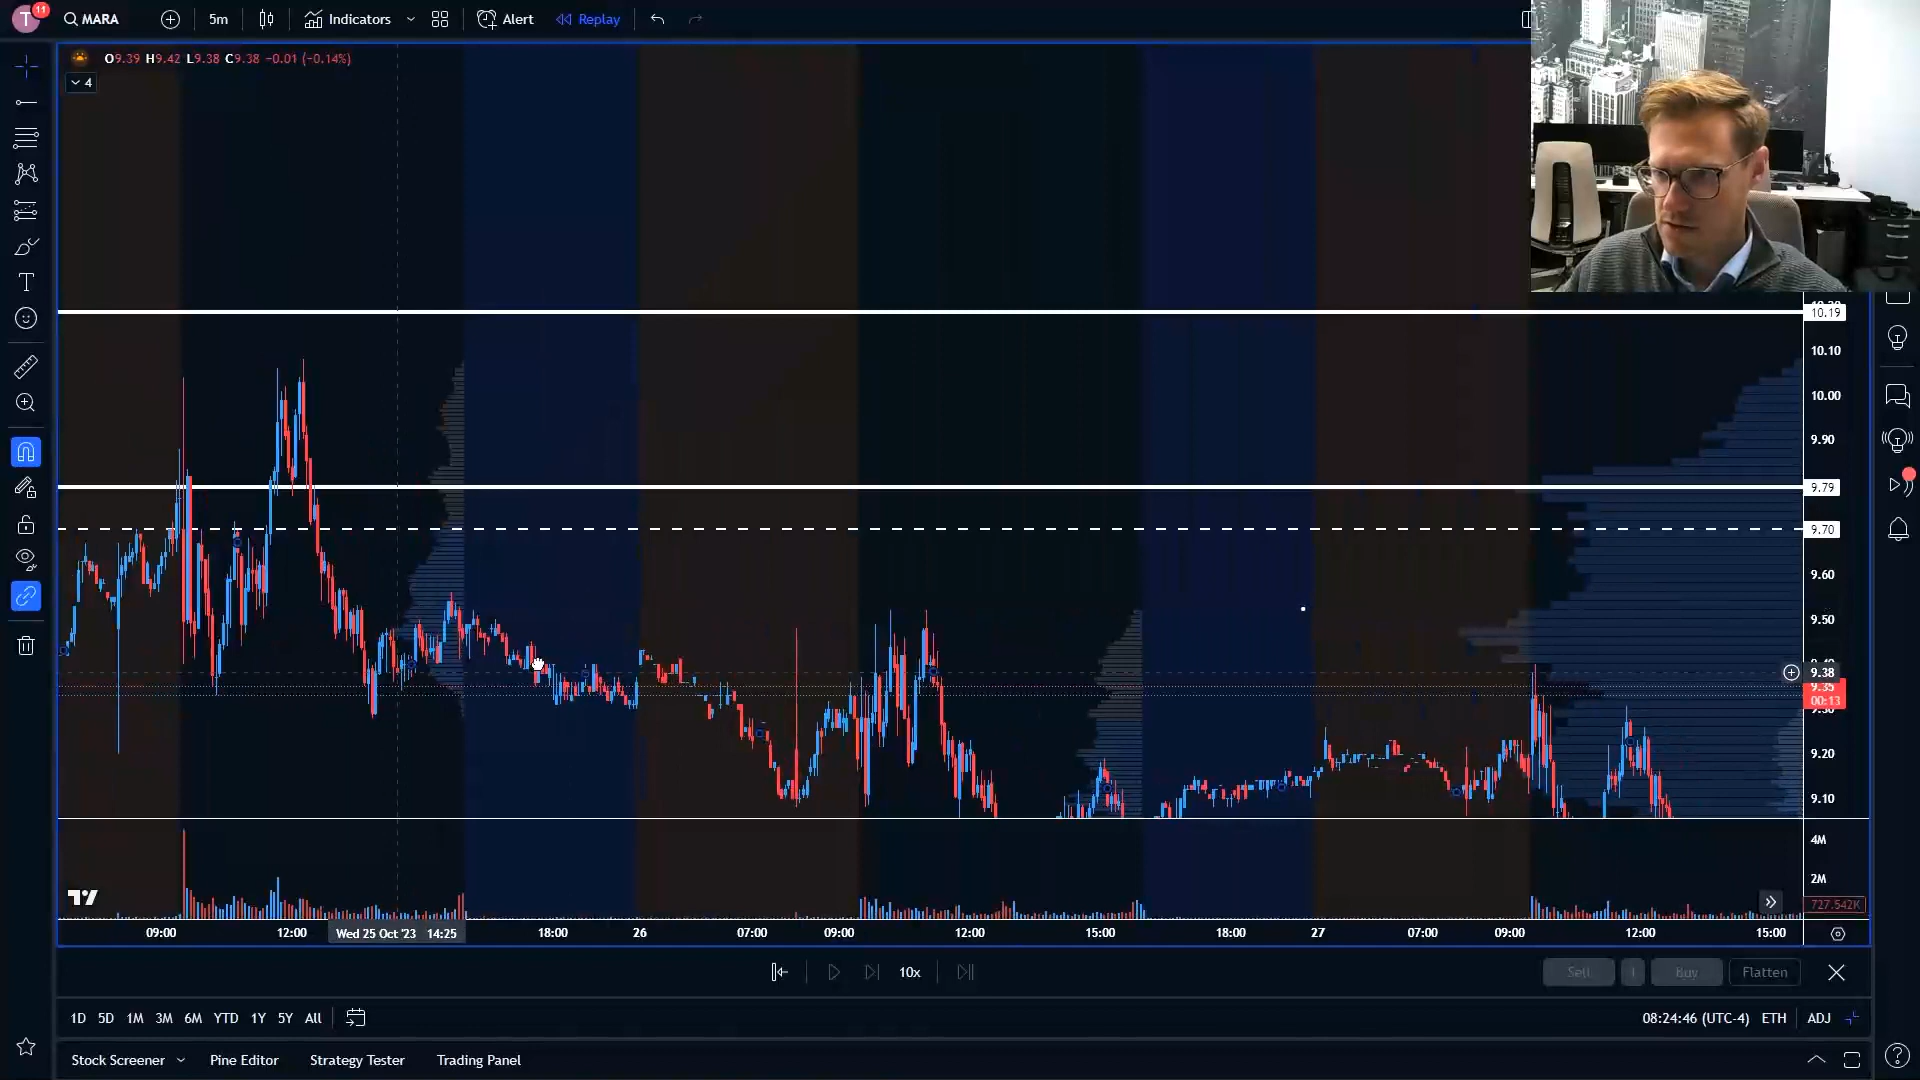 T 11 MARA 5m Indicators Alert Replay
O9.39 H9.42 L9.38 C9.38 −0.01 (−0.14%)
4
10.19
10.10
10.00
9.90
9.79
9.70
9.60
9.50
9.38
9.35
00:13
9.20
9.10
4M
2M
727.542K
09:00 12:00 Wed 25 Oct '23 14:25 18:00 26 07:00 09:00 12:00 15:00 18:00 27 07:00 09:00 12:00 15:00
10x Sell Buy Flatten
1D 5D 1M 3M 6M YTD 1Y 5Y All 08:24:46 (UTC-4) ETH ADJ
Stock Screener Pine Editor Strategy Tester Trading Panel